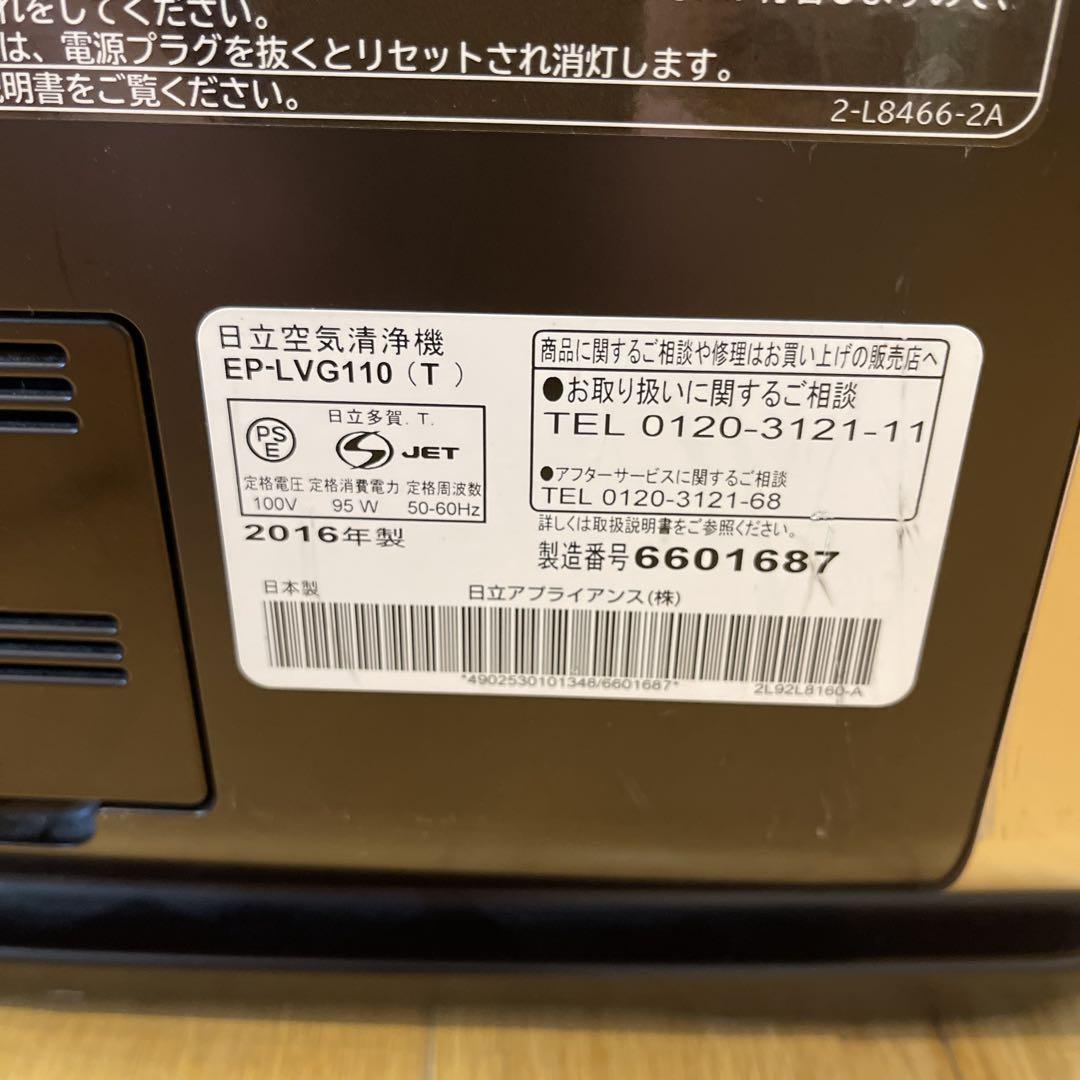 れをしてください。
は、電源プラグを抜くとリセットされ消灯します。
明書をご覧ください。
2-L8466-2A
日立空気清浄機
EP-LVG110（T）
日立多賀.T.
PS
E
JET
定格電圧 定格消費電力 定格周波数
100V 95W 50-60Hz
2016年製
商品に関するご相談や修理はお買い上げの販売店へ
●お取り扱いに関するご相談
TEL 0120-3121-11
●アフターサービスに関するご相談
TEL 0120-3121-68
詳しくは取扱説明書をご参照ください。
製造番号6601687
日本製
日立アプライアンス(株)
*4902530101348/6601687*
2L92L8160-A